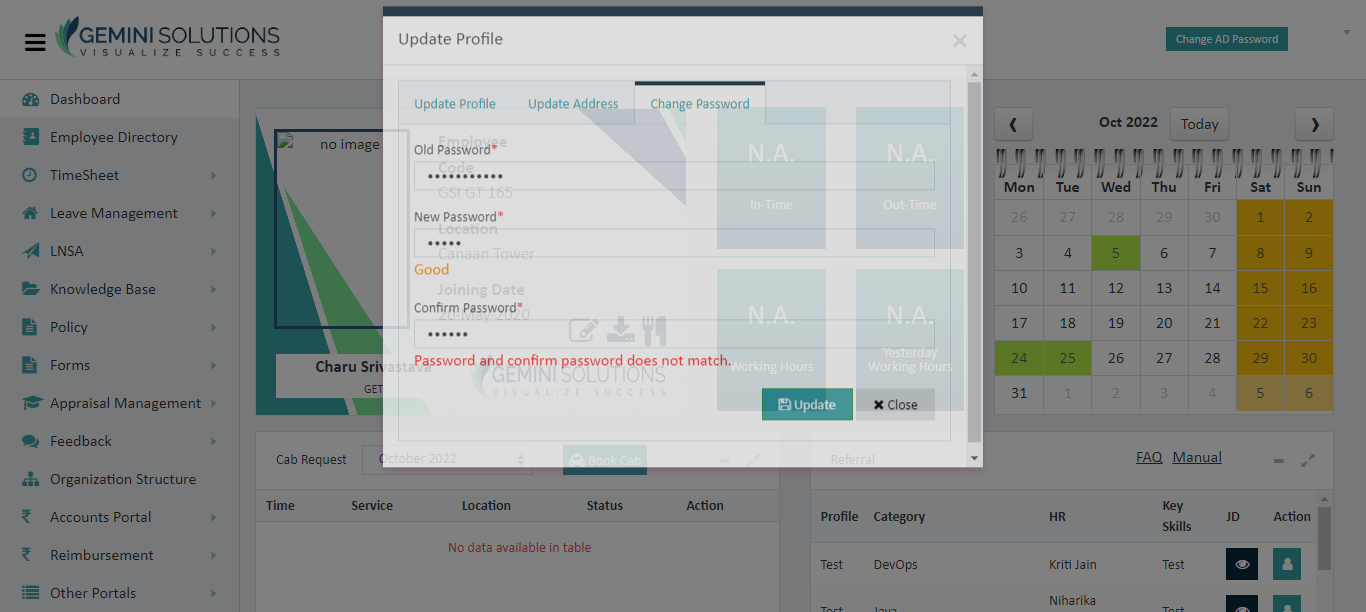 GEMINI SOLUTIONS
VISUALIZE SUCCESS
Change AD Password
Dashboard
Employee Directory
TimeSheet
Leave Management
LNSA
Knowledge Base
Policy
Forms
Appraisal Management
Feedback
Organization Structure
Accounts Portal
Reimbursement
Other Portals
Update Profile
×
Update Profile
Update Address
Change Password
Old Password*
•••••••••••
New Password*
•••••
Good
Confirm Password*
••••••
Password and confirm password does not match.
Update
Close
no image
Employee
Code
GSI GT 165
Location
Canaan Tower
Joining Date
20-May-2020
Charu Srivastava
GET
GEMINI SOLUTIONS
VISUALIZE SUCCESS
N.A.
In-Time
N.A.
Out-Time
N.A.
Working Hours
N.A.
Yesterday
Working Hours
Oct 2022
Today
Mon Tue Wed Thu Fri Sat Sun
26 27 28 29 30 1 2
3 4 5 6 7 8 9
10 11 12 13 14 15 16
17 18 19 20 21 22 23
24 25 26 27 28 29 30
31 1 2 3 4 5 6
Cab Request
October 2022
Book Cab
Time Service Location Status Action
No data available in table
Referral
FAQ Manual
Profile Category HR Key Skills JD Action
Test DevOps Kriti Jain Test
Test Java Niharika Test